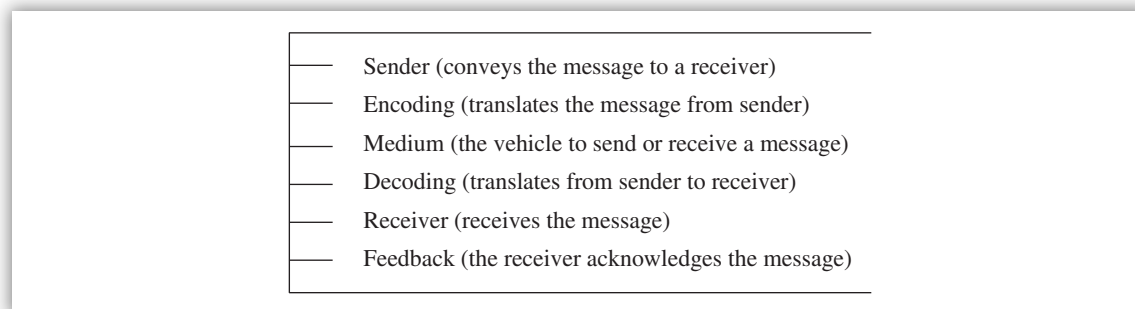 Sender (conveys the message to a receiver)
Encoding (translates the message from sender)
Medium (the vehicle to send or receive a message)
Decoding (translates from sender to receiver)
Receiver (receives the message)
Feedback (the receiver acknowledges the message)